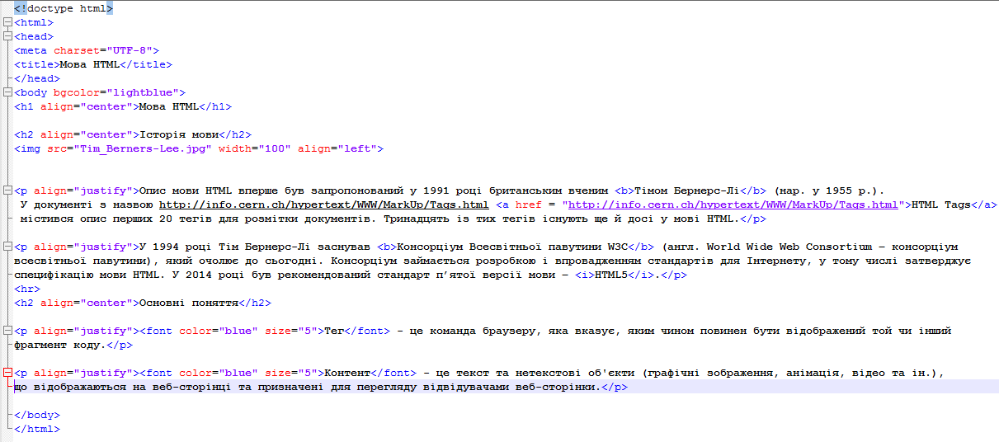 <!doctype html>
<html>
<head>
<meta charset="UTF-8">
<title>Мова HTML</title>
</head>
<body bgcolor="lightblue">
<h1 align="center">Мова HTML</h1>
<h2 align="center">Історія мови</h2>
<img src="Tim_Berners-Lee.jpg" width="100" align="left">
<p align="justify">Опис мови HTML вперше був запропонований у 1991 році британським вченим <b>Тімом Бернерс-Лі</b> (нар. у 1955 р.).
У документі з назвою http://info.cern.ch/hypertext/WWW/MarkUp/Tags.html <a href = "http://info.cern.ch/hypertext/WWW/MarkUp/Tags.html">HTML Tags</a>
містився опис перших 20 тегів для розмітки документів. Тринадцять із тих тегів існують ще й досі у мові HTML.</p>
<p align="justify">У 1994 році Тім Бернерс-Лі заснував <b>Консорціум Всесвітньої павутини W3C</b> (англ. World Wide Web Consortium – консорціум
всесвітньої павутини), який очолює до сьогодні. Консорціум займається розробкою і впровадженням стандартів для Інтернету, у тому числі затверджує
специфікацію мови HTML. У 2014 році був рекомендований стандарт п’ятої версії мови – <i>HTML5</i>.</p>
<hr>
<h2 align="center">Основні поняття</h2>
<p align="justify"><font color="blue" size="5">Тег</font> - це команда браузеру, яка вказує, яким чином повинен бути відображений той чи інший
фрагмент коду.</p>
<p align="justify"><font color="blue" size="5">Контент</font> - це текст та нетекстові об'єкти (графічні зображення, анімація, відео та ін.),
що відображаються на веб-сторінці та призначені для перегляду відвідувачами веб-сторінки.</p>
</body>
</html>